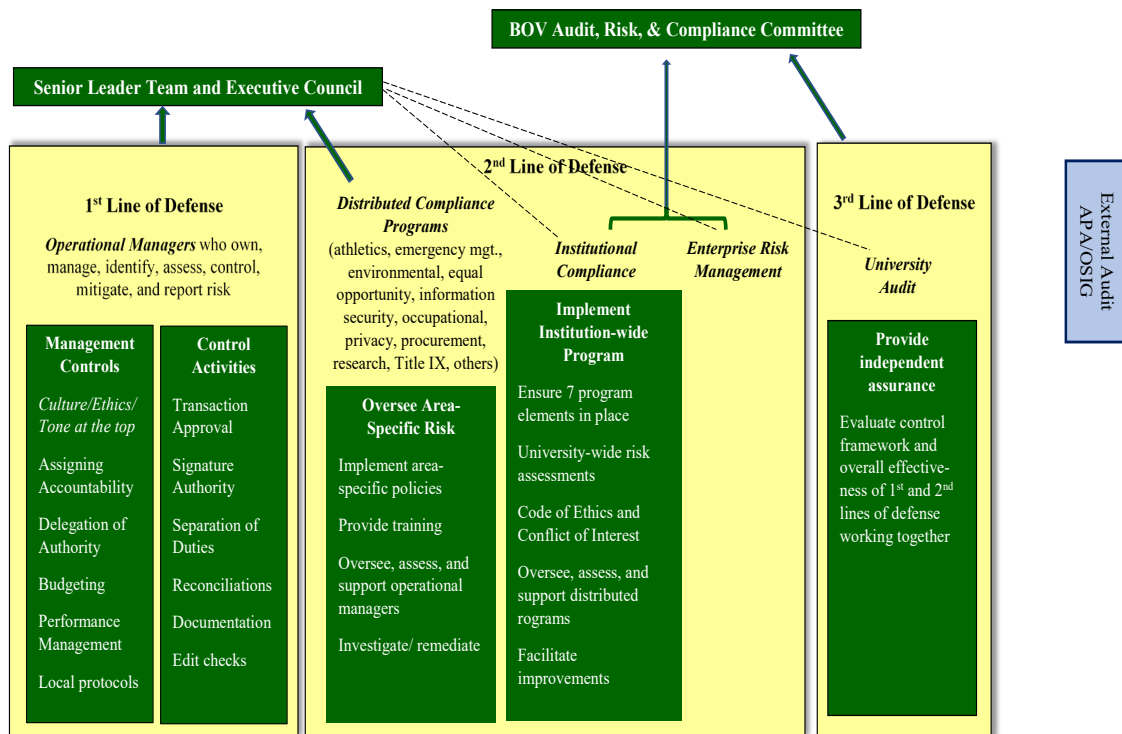 BOV Audit, Risk, & Compliance Committee
Senior Leader Team and Executive Council
1st Line of Defense
Operational Managers who own,
manage, identify, assess, control,
mitigate, and report risk
Management
Controls
Culture/Ethics/
Tone at the top
Assigning
Accountability
Delegation of
Authority
Budgeting
Performance
Management
Local protocols
Control
Activities
Transaction
Approval
Signature
Authority
Separation of
Duties
Reconciliations
Documentation
Edit checks
2nd Line of Defense
Distributed Compliance
Programs
(athletics, emergency mgt.,
environmental, equal
opportunity, information
security, occupational,
privacy, procurement,
research, Title IX, others)
Oversee Area-
Specific Risk
Implement area-
specific policies
Provide training
Oversee, assess, and
support operational
managers
Investigate/ remediate
Institutional
Compliance
Implement
Institution-wide
Program
Ensure 7 program
elements in place
University-wide risk
assessments
Code of Ethics and
Conflict of Interest
Oversee, assess, and
support distributed
rograms
Facilitate
improvements
Enterprise Risk
Management
3rd Line of Defense
University
Audit
Provide
independent
assurance
Evaluate control
framework and
overall effective-
ness of 1st and 2nd
lines of defense
working together
External Audit
APA/OSIG